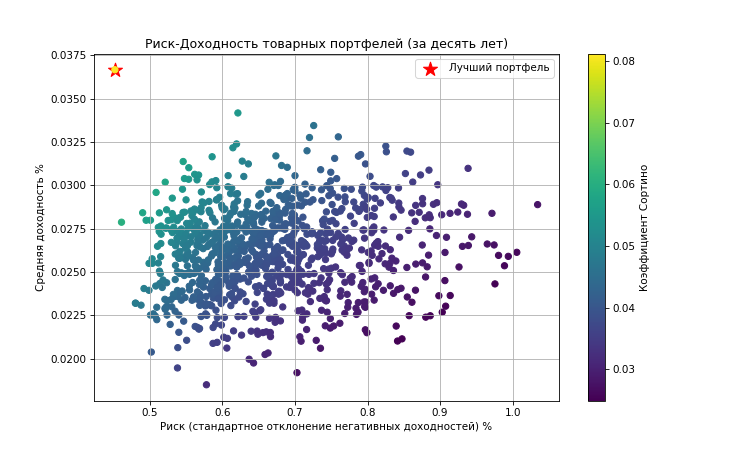 Риск-Доходность товарных портфелей (за десять лет)
Лучший портфель
Средняя доходность %
0.0375
0.0350
0.0325
0.0300
0.0275
0.0250
0.0225
0.0200
0.5 0.6 0.7 0.8 0.9 1.0
Риск (стандартное отклонение негативных доходностей) %
0.08
0.07
0.06
0.05
0.04
0.03
Коэффициент Сортино